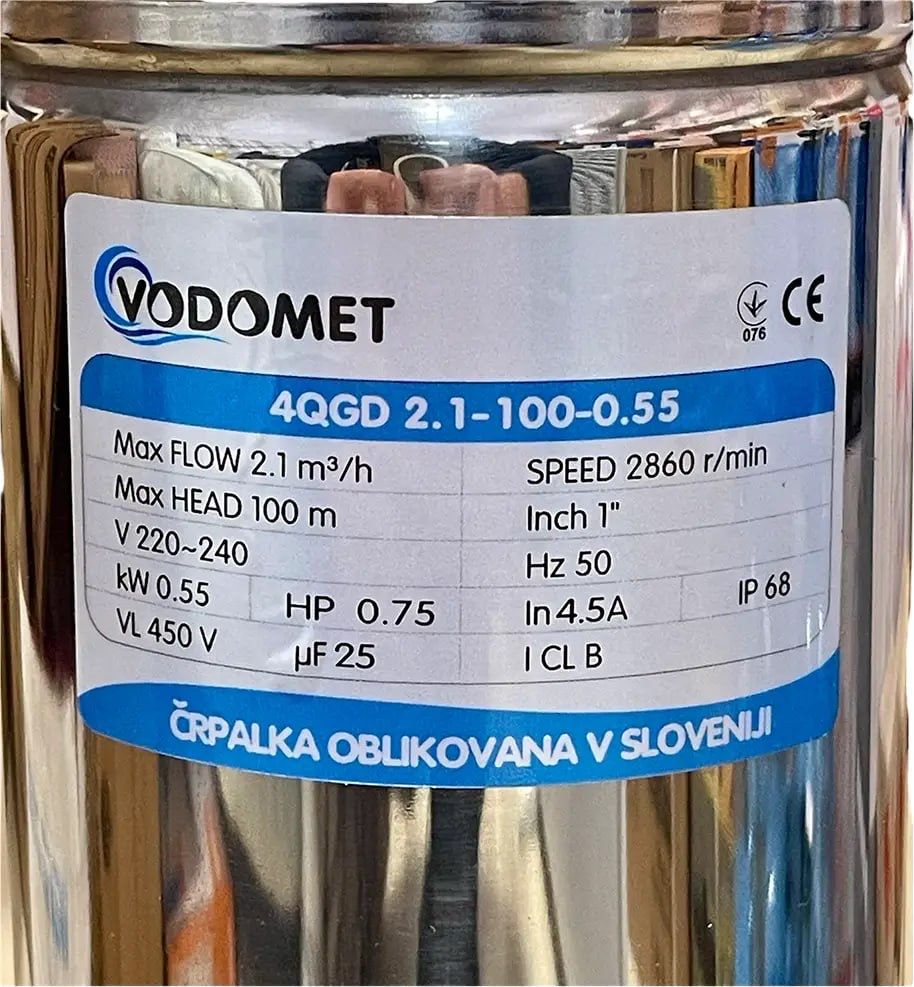 VODOMET
076 CE
4QGD 2.1-100-0.55
Max FLOW 2.1 m³/h
SPEED 2860 r/min
Max HEAD 100 m
Inch 1"
V 220~240
Hz 50
kW 0.55 HP 0.75
In 4.5A IP 68
VL 450 V µF 25
I CL B
ČRPALKA OBLIKOVANA V SLOVENIJI